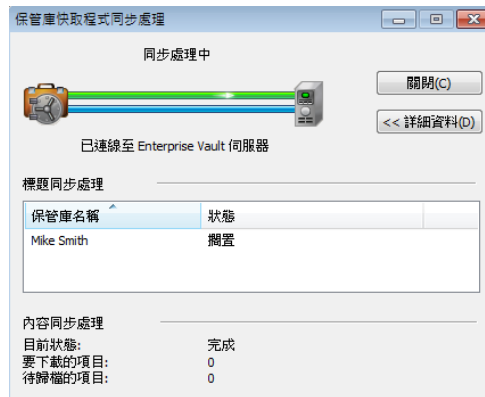 保管庫快取程式同步處理
同步處理中
關閉(C)
<< 詳細資料(D)
已連線至 Enterprise Vault 伺服器
標題同步處理
保管庫名稱 狀態
Mike Smith 擱置
內容同步處理
目前狀態: 完成
要下載的項目: 0
待歸檔的項目: 0